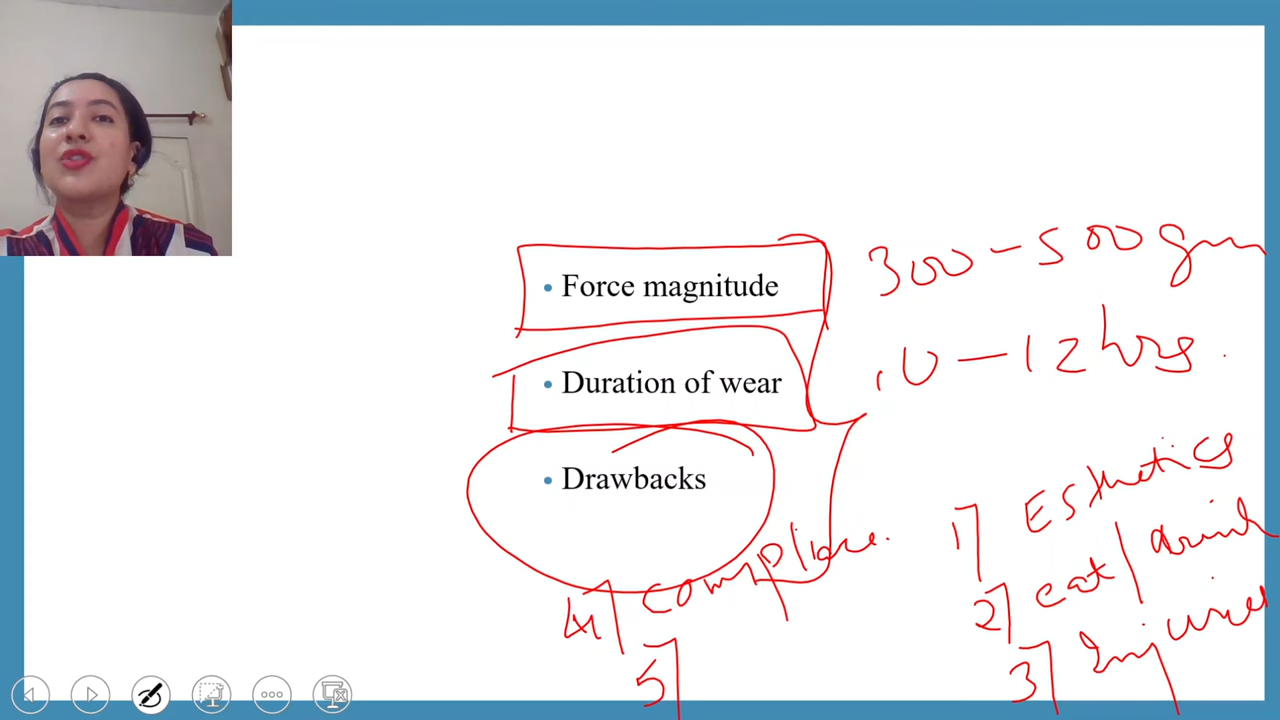 • Force magnitude
300-500 gm
• Duration of wear
10-12 hrs.
• Drawbacks
1] Esthetics
2] eat/drink
3] Injuries
4] compliance.
5]